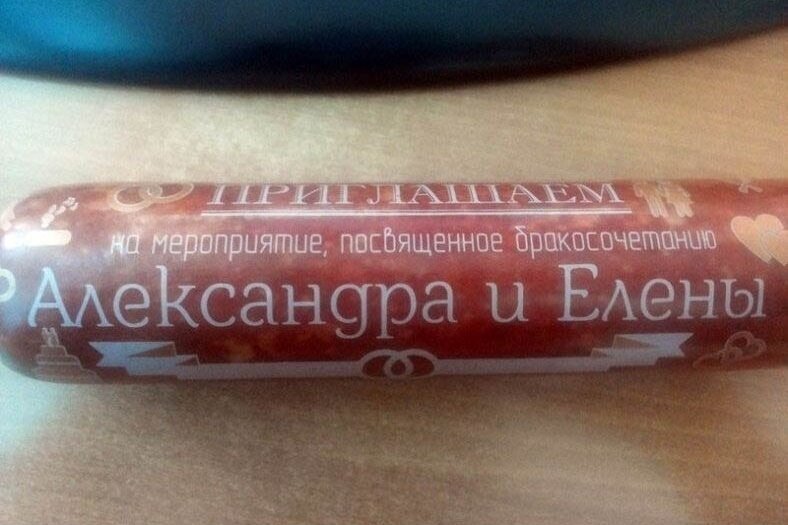 ПРИГЛАШАЕМ
на мероприятие, посвященное бракосочетанию
Александра и Елены